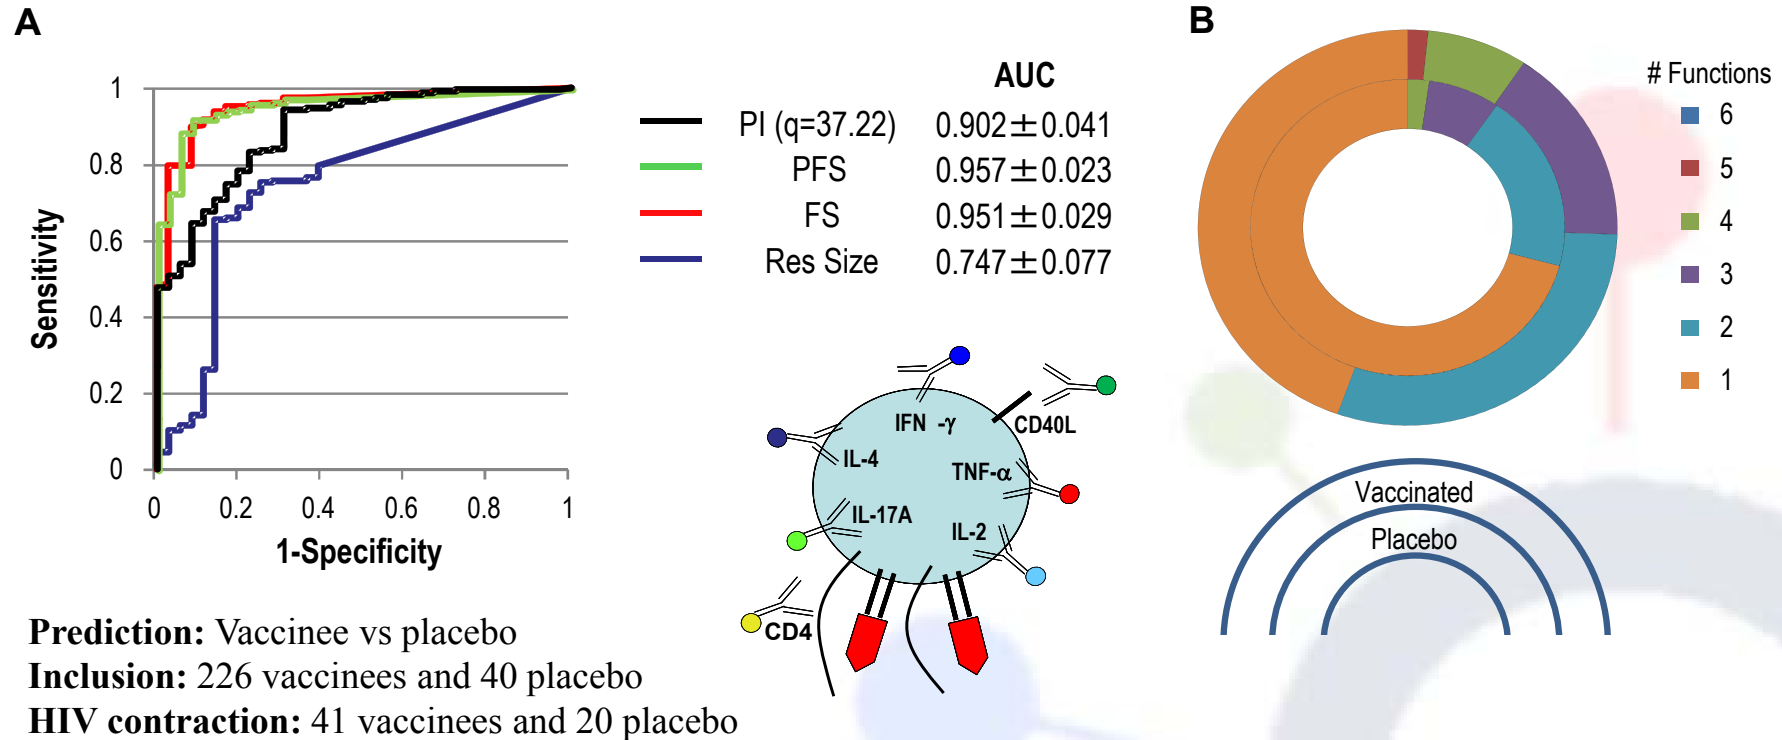 A
1
0.8
0.6
0.4
0.2
0
Sensitivity
0 0.2 0.4 0.6 0.8 1
1-Specificity
AUC
PI (q=37.22) 0.902±0.041
PFS 0.957±0.023
FS 0.951±0.029
Res Size 0.747±0.077
IFN -γ
CD40L
IL-4
TNF-α
IL-17A
IL-2
CD4
Prediction: Vaccinee vs placebo
Inclusion: 226 vaccinees and 40 placebo
HIV contraction: 41 vaccinees and 20 placebo
B
# Functions
6
5
4
3
2
1
Vaccinated
Placebo